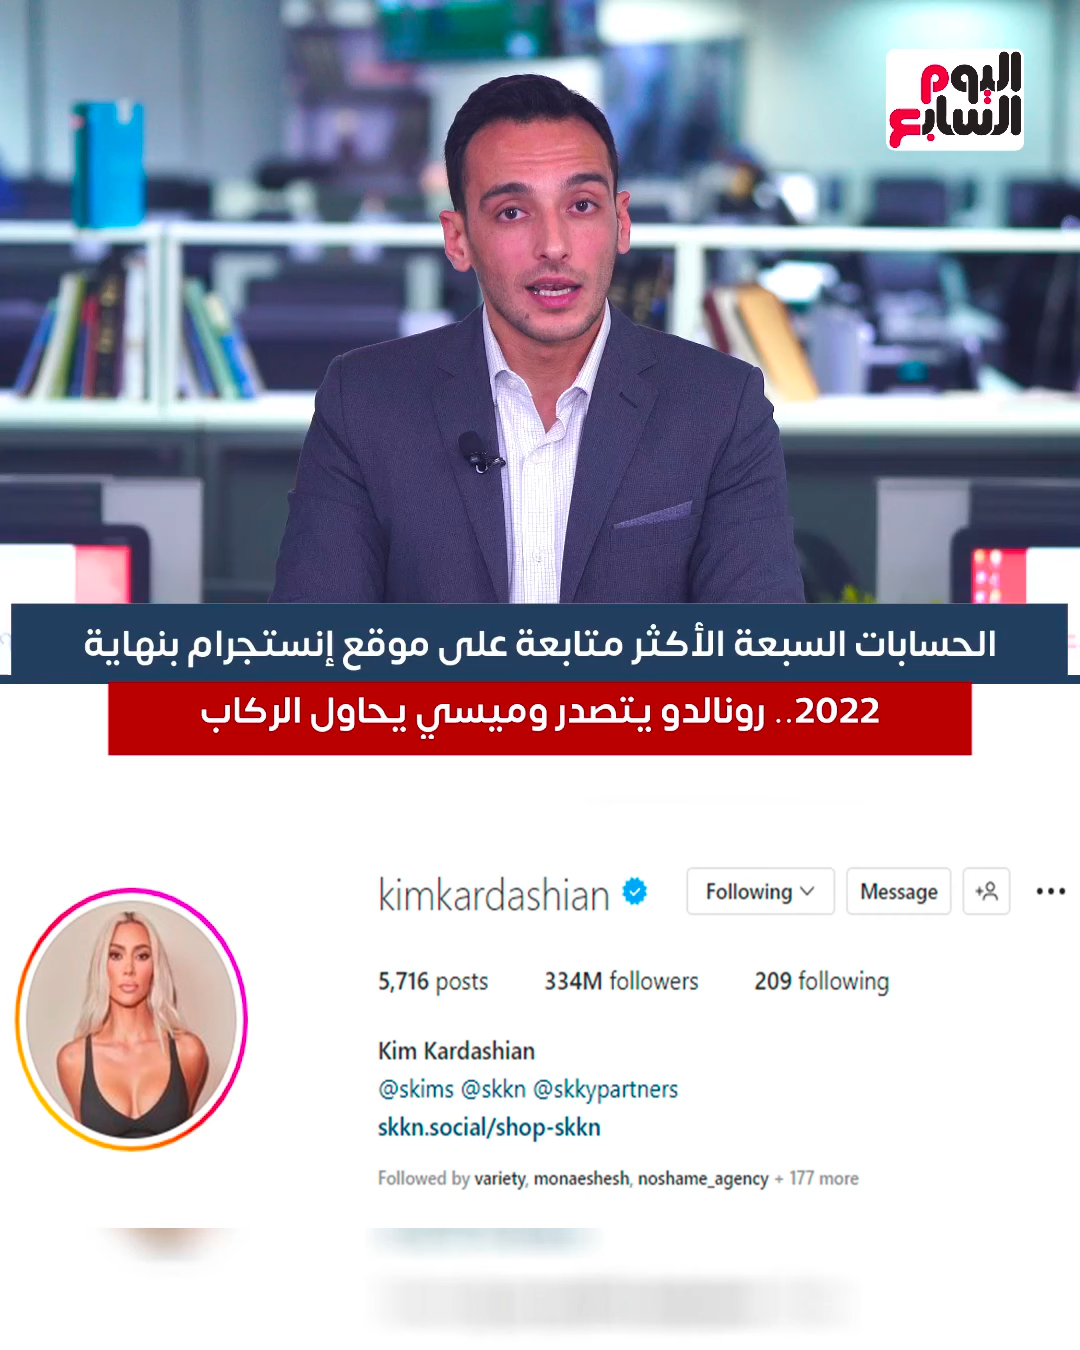 اليوم
السابع
الحسابات السبعة الأكثر متابعة على موقع إنستجرام بنهاية
2022.. رونالدو يتصدر وميسي يحاول الركاب
kimkardashian Following Message
5,716 posts 334M followers 209 following
Kim Kardashian
@skims @skkn @skkypartners
skkn.social/shop-skkn
Followed by variety, monaeshesh, noshame_agency + 177 more